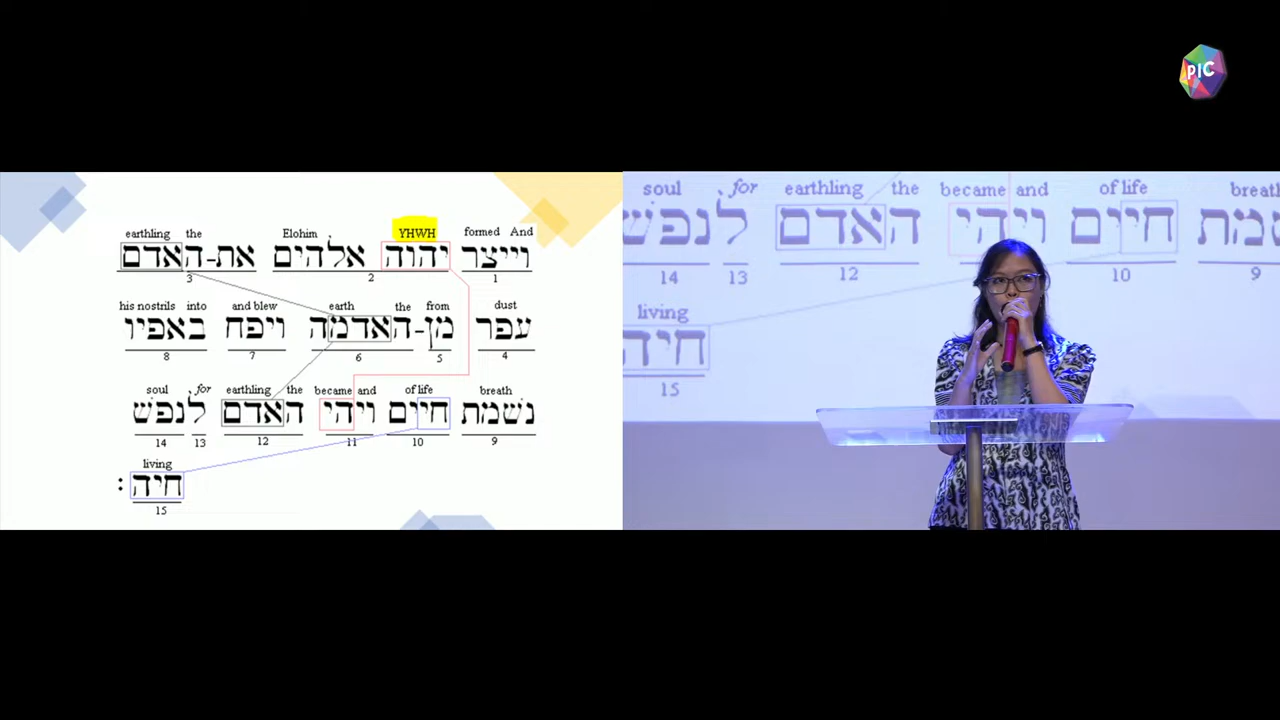 PIC
earthling the Elohim YHWH formed And
וייצר יהוה אלהים את-האדם
3 2 1
his nostrils into and blew earth the from dust
עפר מן-האדמה ויפח באפיו
8 7 6 5 4
soul for earthling the became and of life breath
נשמת חיים ויהי האדם לנפש
14 13 12 11 10 9
living
חיה :
15
soul for earthling the became and of life breath
שמת חיים ויהי האדם לנפש
14 13 12 10 9
living
חיה
15